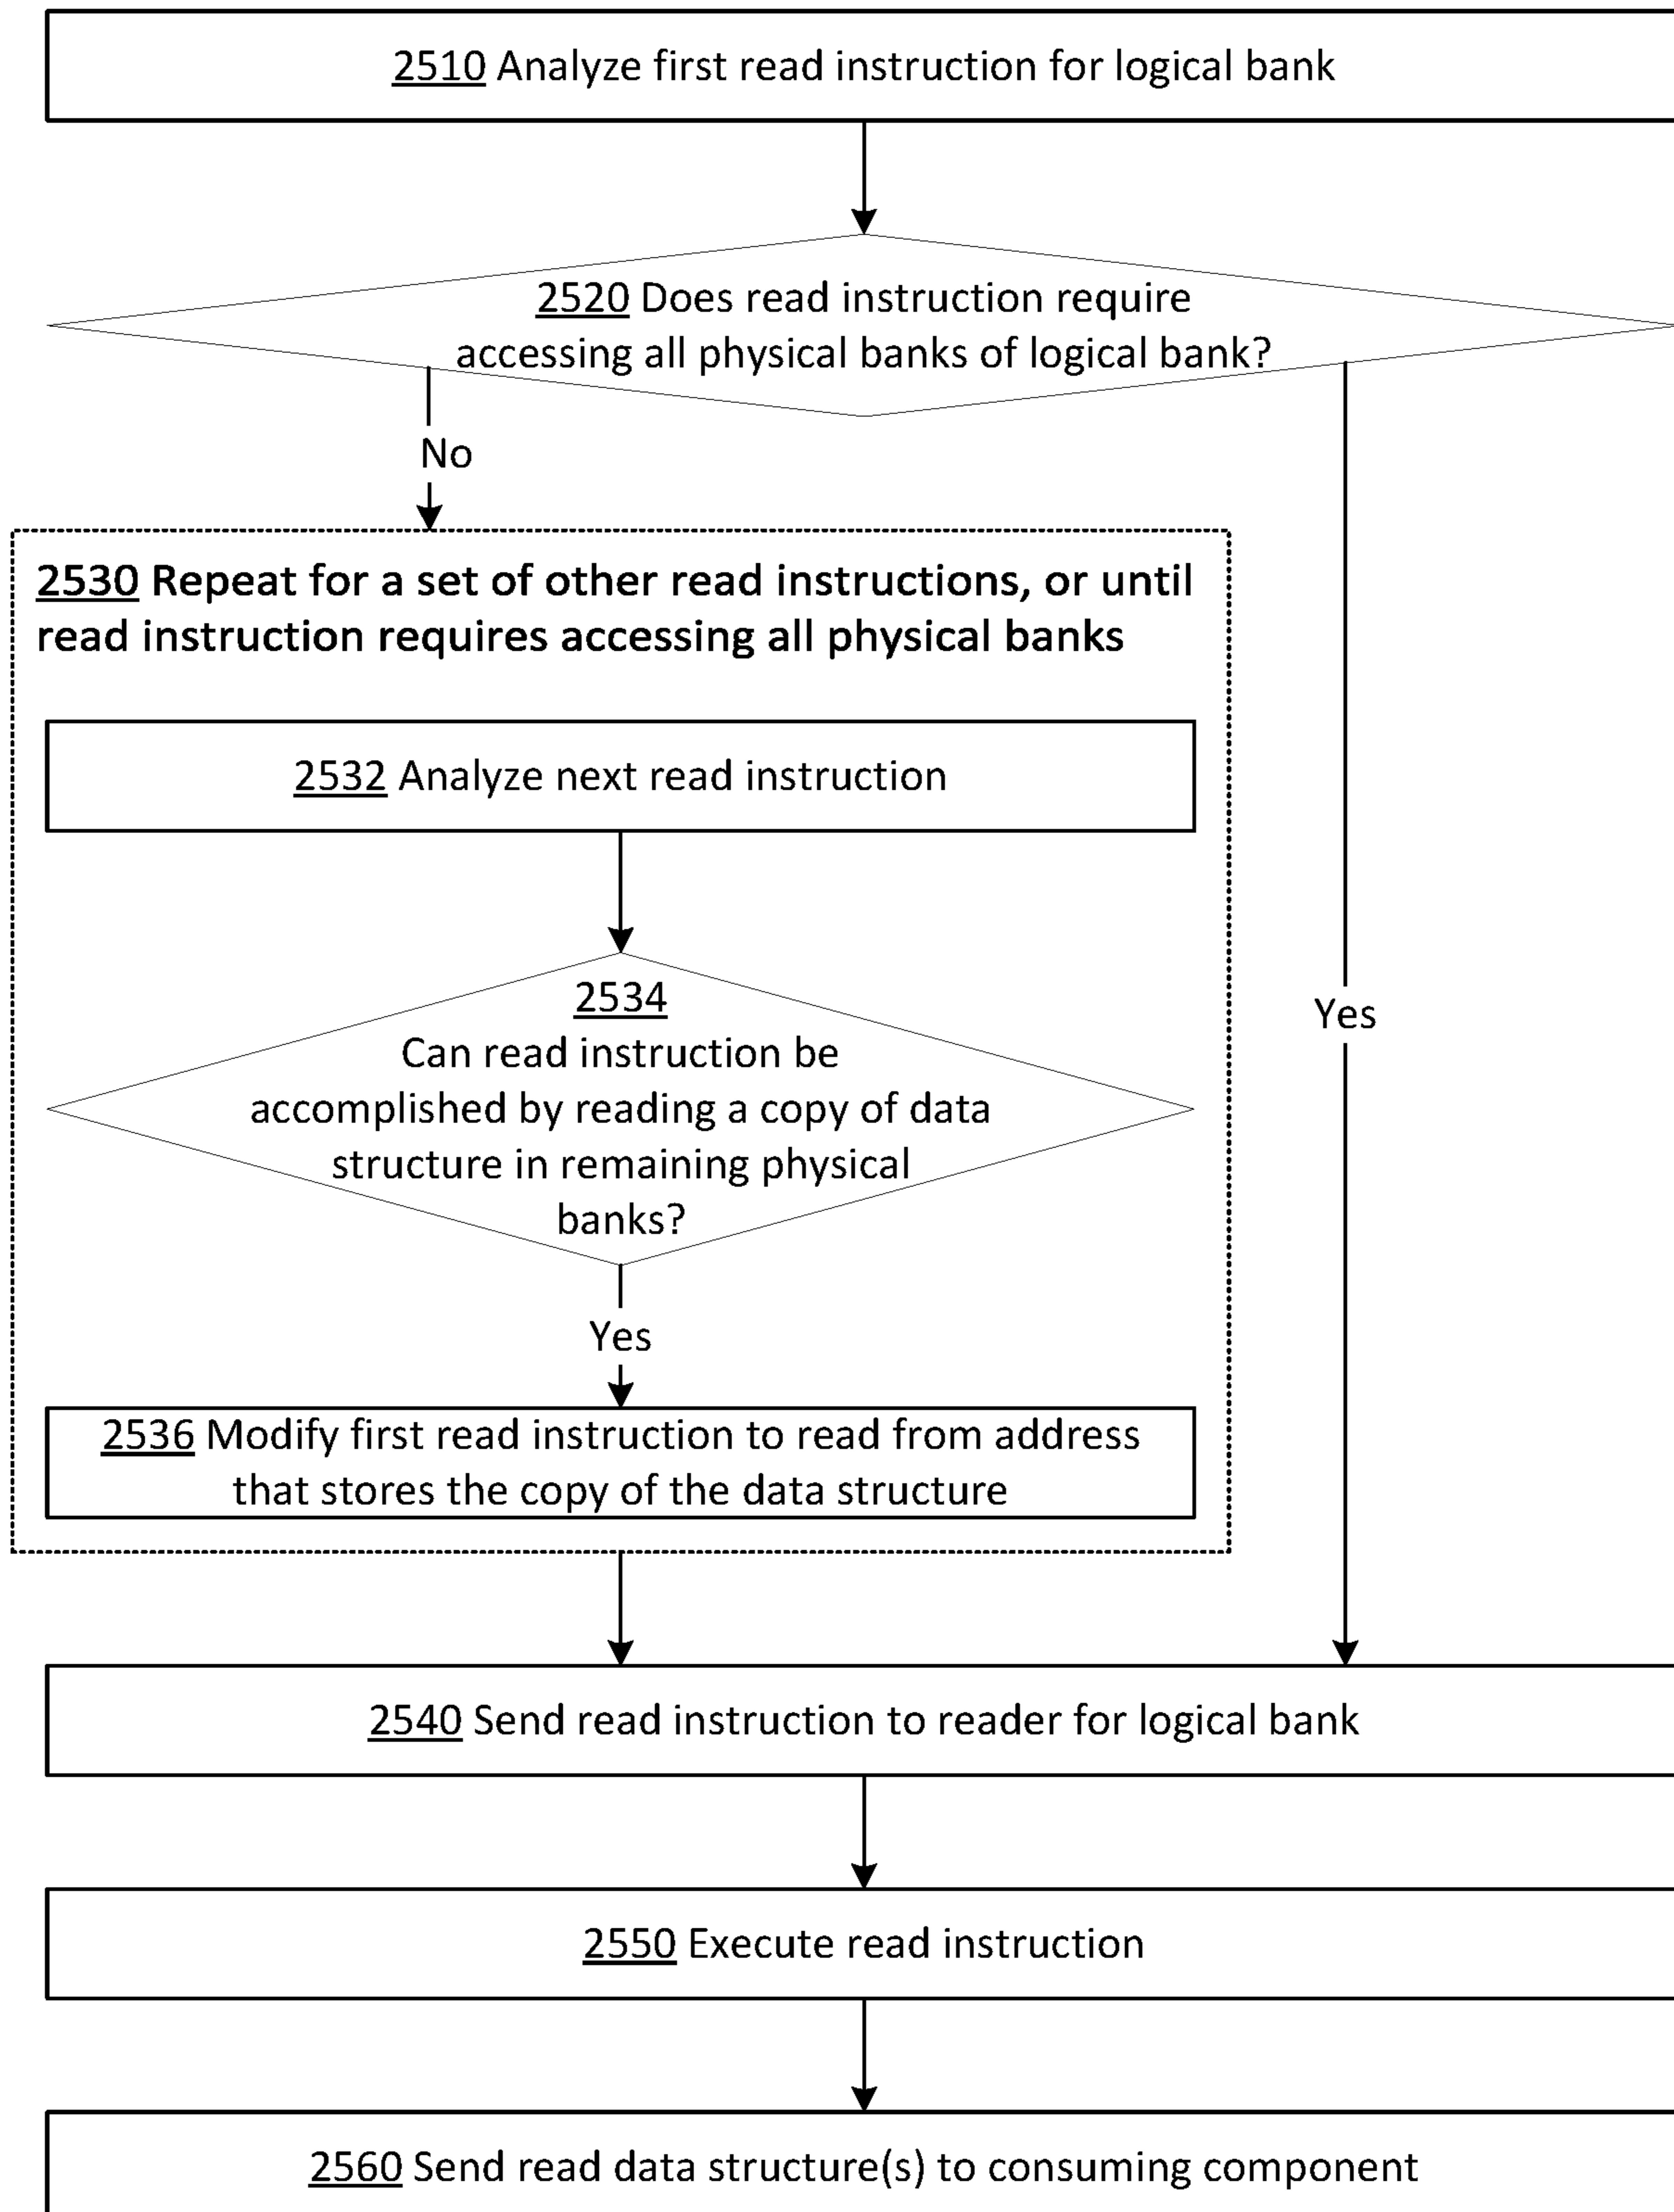 2510 Analyze first read instruction for logical bank
2520 Does read instruction require
accessing all physical banks of logical bank?
No
2530 Repeat for a set of other read instructions, or until
read instruction requires accessing all physical banks
2532 Analyze next read instruction
2534
Can read instruction be
accomplished by reading a copy of data
structure in remaining physical
banks?
Yes
Yes
2536 Modify first read instruction to read from address
that stores the copy of the data structure
2540 Send read instruction to reader for logical bank
2550 Execute read instruction
2560 Send read data structure(s) to consuming component